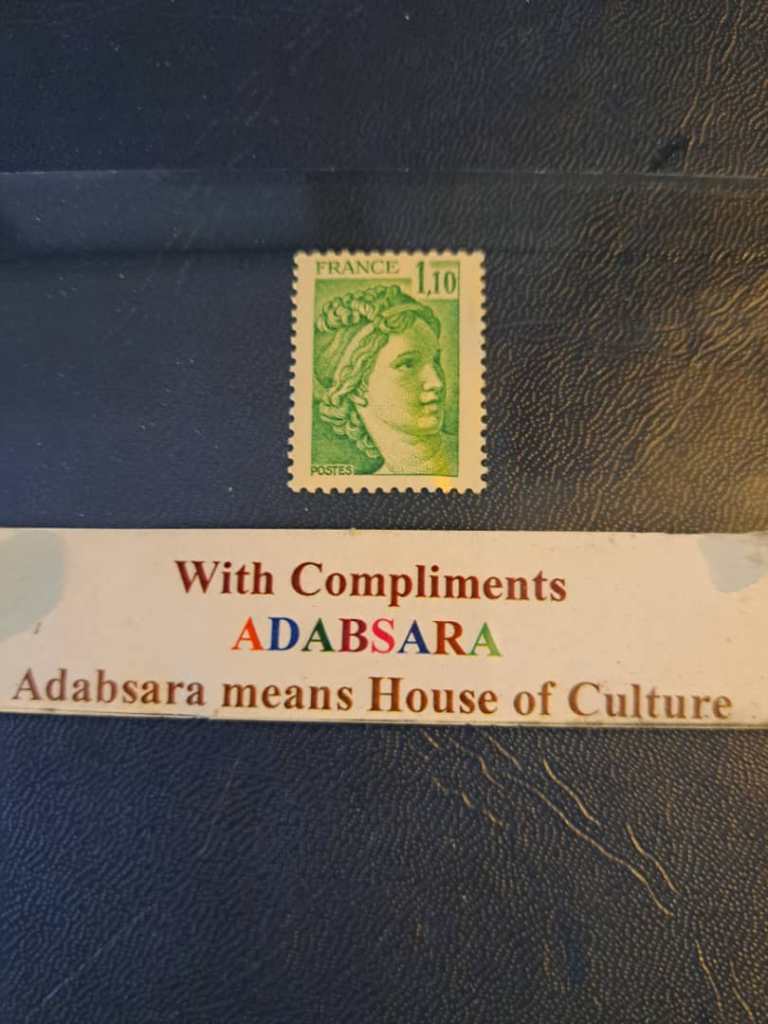 FRANCE 1,10
POSTES
With Compliments
ADABSARA
Adabsara means House of Culture